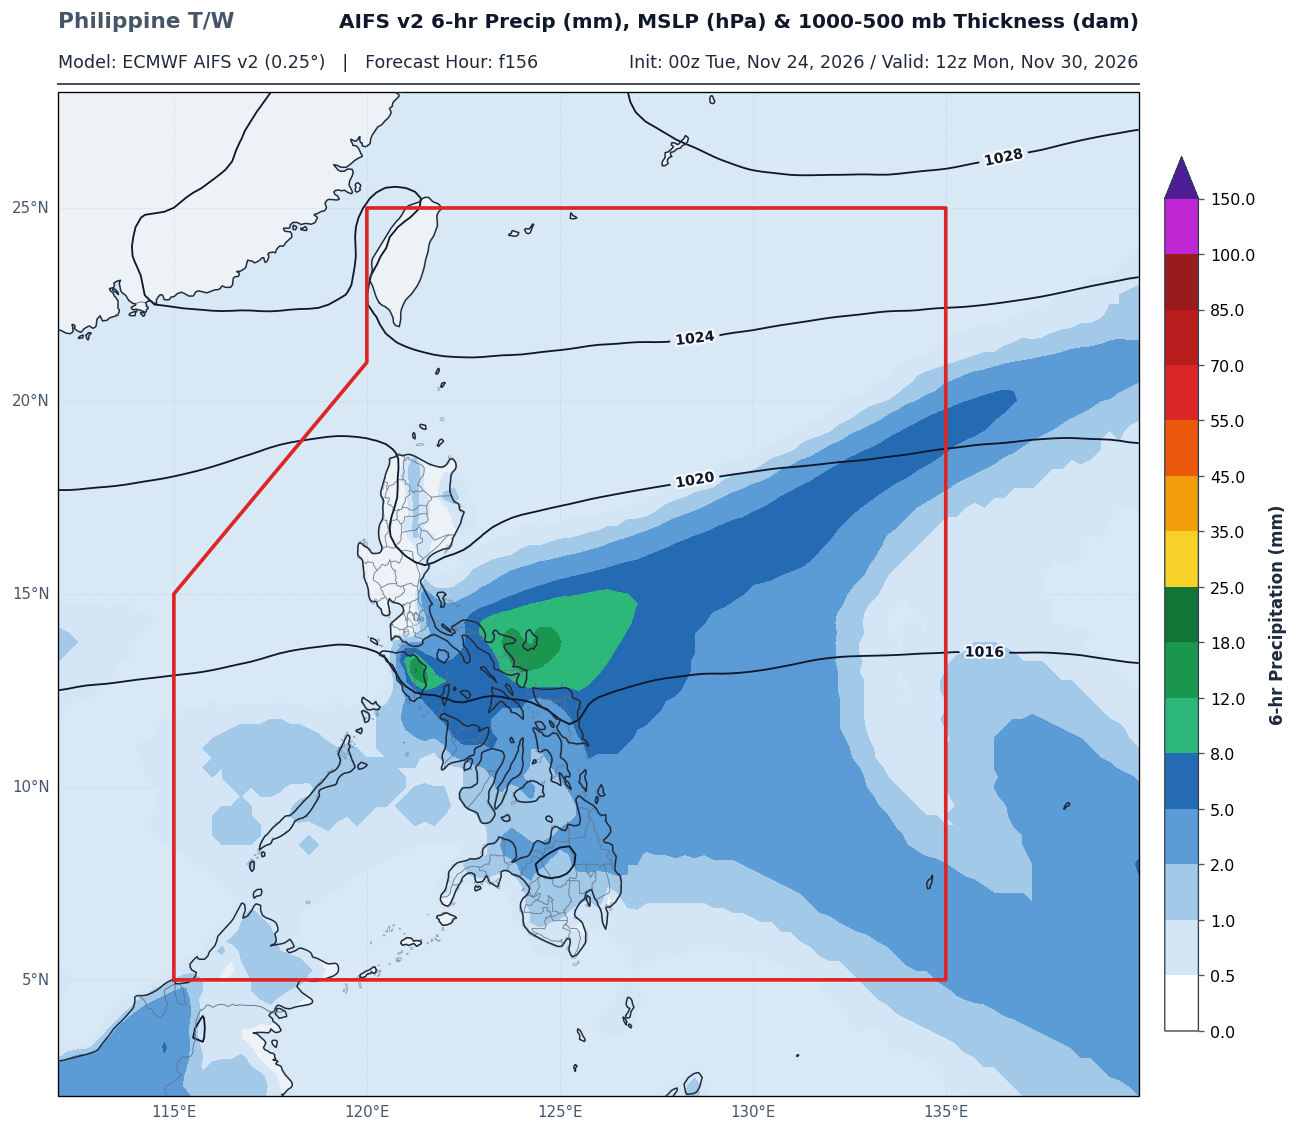 Philippine T/W
AIFS v2 6-hr Precip (mm), MSLP (hPa) & 1000-500 mb Thickness (dam)
Model: ECMWF AIFS v2 (0.25°) | Forecast Hour: f156
Init: 00z Tue, Nov 24, 2026 / Valid: 12z Mon, Nov 30, 2026
1028
1024
1020
1016
25°N
20°N
15°N
10°N
5°N
115°E
120°E
125°E
130°E
135°E
150.0
100.0
85.0
70.0
55.0
45.0
35.0
25.0
18.0
12.0
8.0
5.0
2.0
1.0
0.5
0.0
6-hr Precipitation (mm)